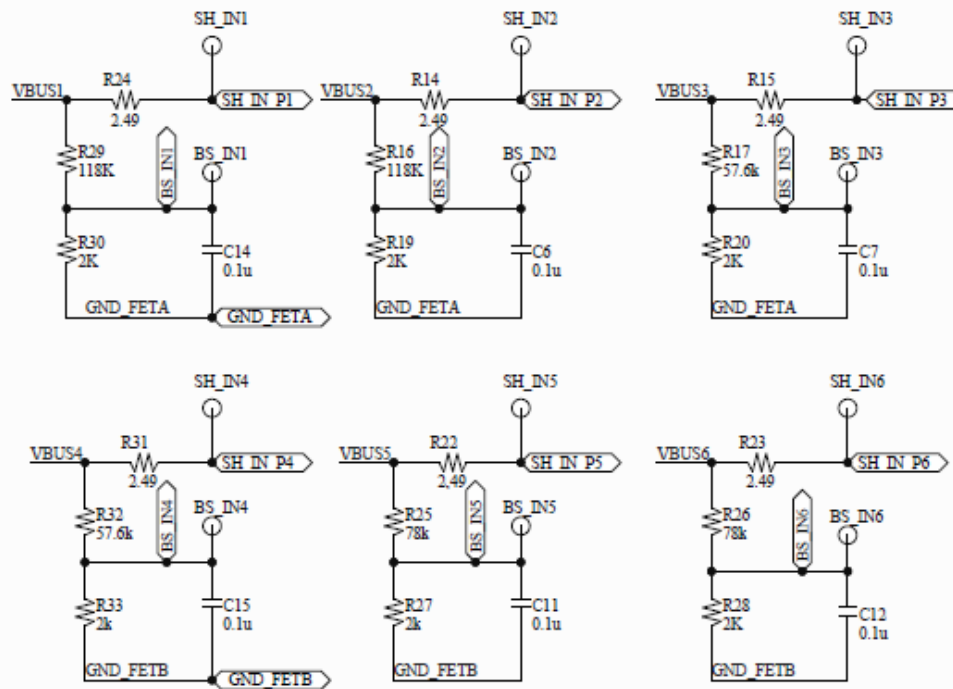 SH_IN1 SH_IN2 SH_IN3
VBUS1 R24 2.49 SH_IN_P1 VBUS2 R14 2.49 SH_IN_P2 VBUS3 R15 2.49 SH_IN_P3
R29 118K BS_IN1 BS_IN1 R16 118K BS_IN2 BS_IN2 R17 57.6k BS_IN3 BS_IN3
R30 2K C14 0.1u R19 2K C6 0.1u R20 2K C7 0.1u
GND_FETA GND_FETA GND_FETA GND_FETA
SH_IN4 SH_IN5 SH_IN6
VBUS4 R31 2.49 SH_IN_P4 VBUS5 R22 2.49 SH_IN_P5 VBUS6 R23 2.49 SH_IN_P6
R32 57.6k BS_IN4 BS_IN4 R25 78k BS_IN5 BS_IN5 R26 78k BS_IN6 BS_IN6
R33 2k C15 0.1u R27 2k C11 0.1u R28 2K C12 0.1u
GND_FETB GND_FETB GND_FETB GND_FETB